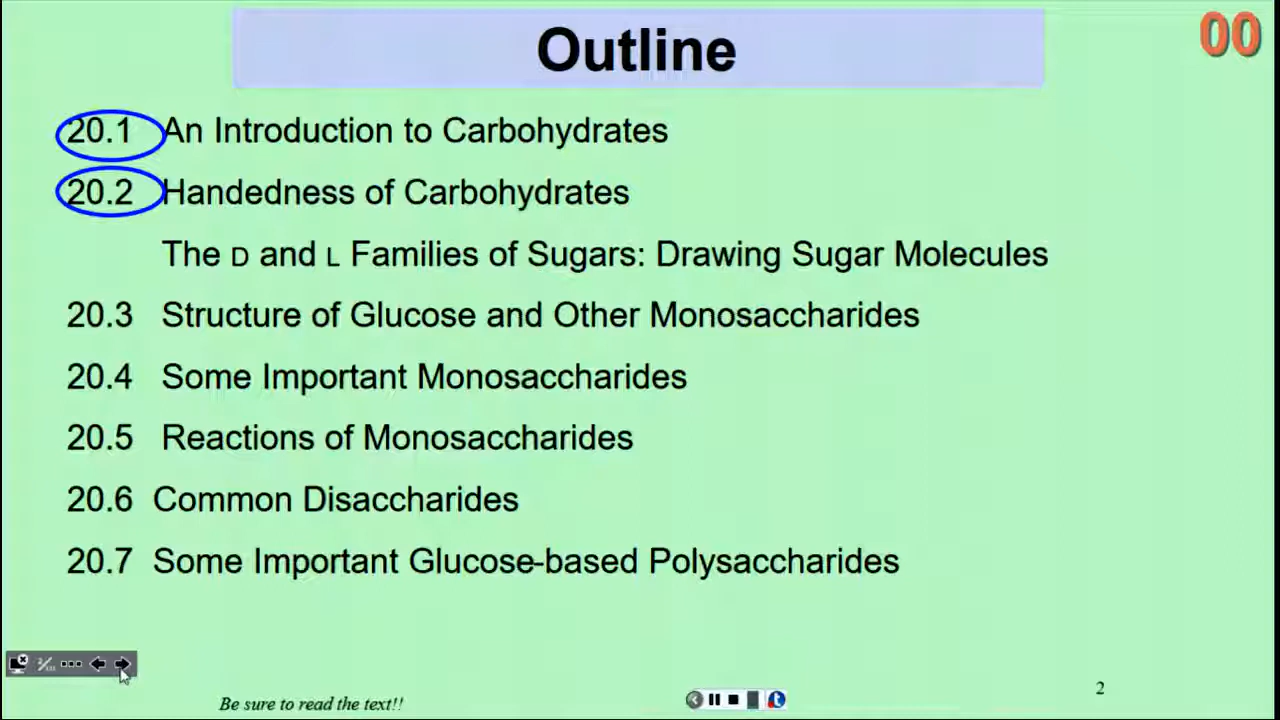 Outline
00
20.1 An Introduction to Carbohydrates
20.2 Handedness of Carbohydrates
The D and L Families of Sugars: Drawing Sugar Molecules
20.3 Structure of Glucose and Other Monosaccharides
20.4 Some Important Monosaccharides
20.5 Reactions of Monosaccharides
20.6 Common Disaccharides
20.7 Some Important Glucose-based Polysaccharides
Be sure to read the text!!
2